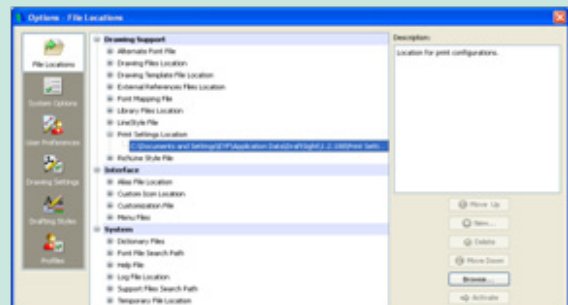 Options - File Locations
File Locations
System Options
User Preferences
Drawing Settings
Drafting Styles
Profiles
Drawing Support
Alternate Font File
Drawing Files Location
Drawing Template File Location
External References Files Location
Font Mapping File
Library Files Location
LineStyle File
Print Settings Location
C:\Documents and Settings\
RichLine Style File
Interface
Alias File Location
Custom Icon Location
Customization File
Menu Files
System
Dictionary Files
Font File Search Path
Help File
Log File Location
Support Files Search Path
Temporary File Location
Description:
Location for print configurations.
Move Up
New...
Delete
Move Down
Browse...
Activate